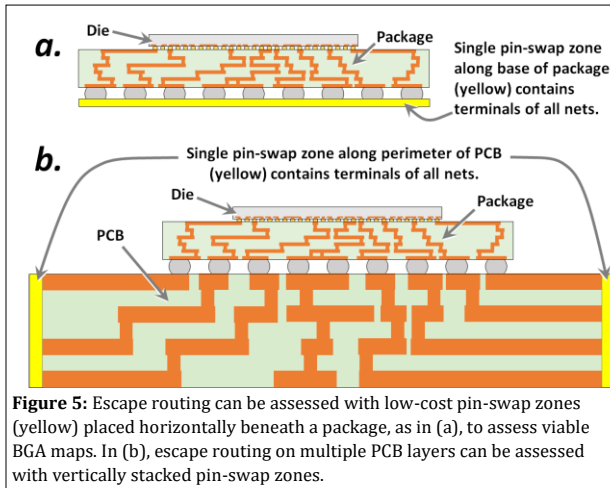 a.
Die
Package
Single pin-swap zone
along base of package
(yellow) contains
terminals of all nets.
b.
Single pin-swap zone along perimeter of PCB
(yellow) contains terminals of all nets.
Die
Package
PCB
Figure 5: Escape routing can be assessed with low-cost pin-swap zones
(yellow) placed horizontally beneath a package, as in (a), to assess viable
BGA maps. In (b), escape routing on multiple PCB layers can be assessed
with vertically stacked pin-swap zones.